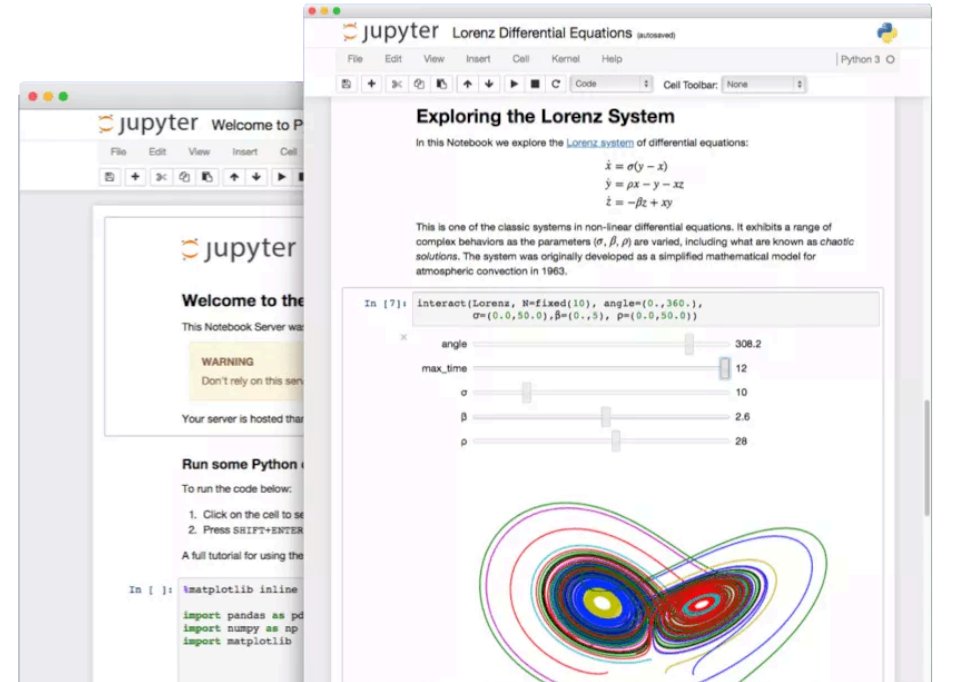 jupyter Lorenz Differential Equations (autosaved)
File Edit View Insert Cell Kernel Help Python 3
Code Cell Toolbar: None
Exploring the Lorenz System
In this Notebook we explore the Lorenz system of differential equations:
ẋ = σ(y − x)
ẏ = ρx − y − xz
ż = −βz + xy
This is one of the classic systems in non-linear differential equations. It exhibits a range of
complex behaviors as the parameters (σ, β, ρ) are varied, including what are known as chaotic
solutions. The system was originally developed as a simplified mathematical model for
atmospheric convection in 1963.
In [7]: interact(Lorenz, N=fixed(10), angle=(0.,360.),
σ=(0.0,50.0),β=(0.,5), ρ=(0.0,50.0))
×
angle 308.2
max_time 12
σ 10
β 2.6
ρ 28
jupyter Welcome to P
File Edit View Insert Cell
jupyter
Welcome to the
This Notebook Server was
WARNING
Don't rely on this serv
Your server is hosted than
Run some Python
To run the code below:
1. Click on the cell to se
2. Press SHIFT+ENTER
A full tutorial for using the
In [ ]: %matplotlib inline
import pandas as pd
import numpy as np
import matplotlib